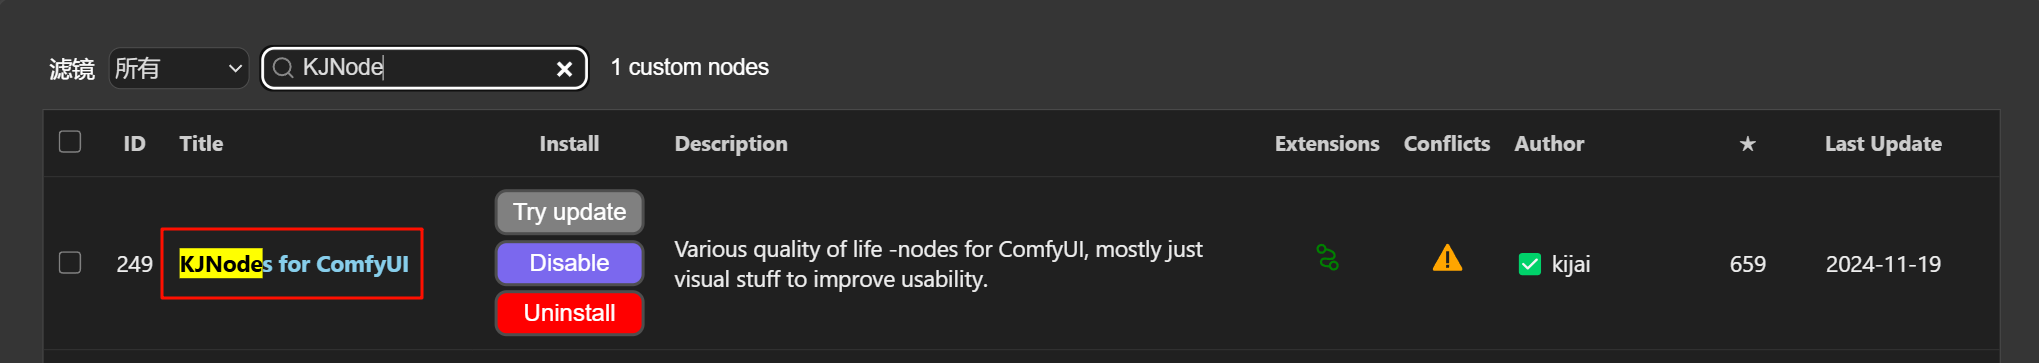 滤镜 所有 KJNode 1 custom nodes
ID Title Install Description Extensions Conflicts Author ★ Last Update
Try update
249 KJNodes for ComfyUI Disable Various quality of life -nodes for ComfyUI, mostly just visual stuff to improve usability. kijai 659 2024-11-19
Uninstall